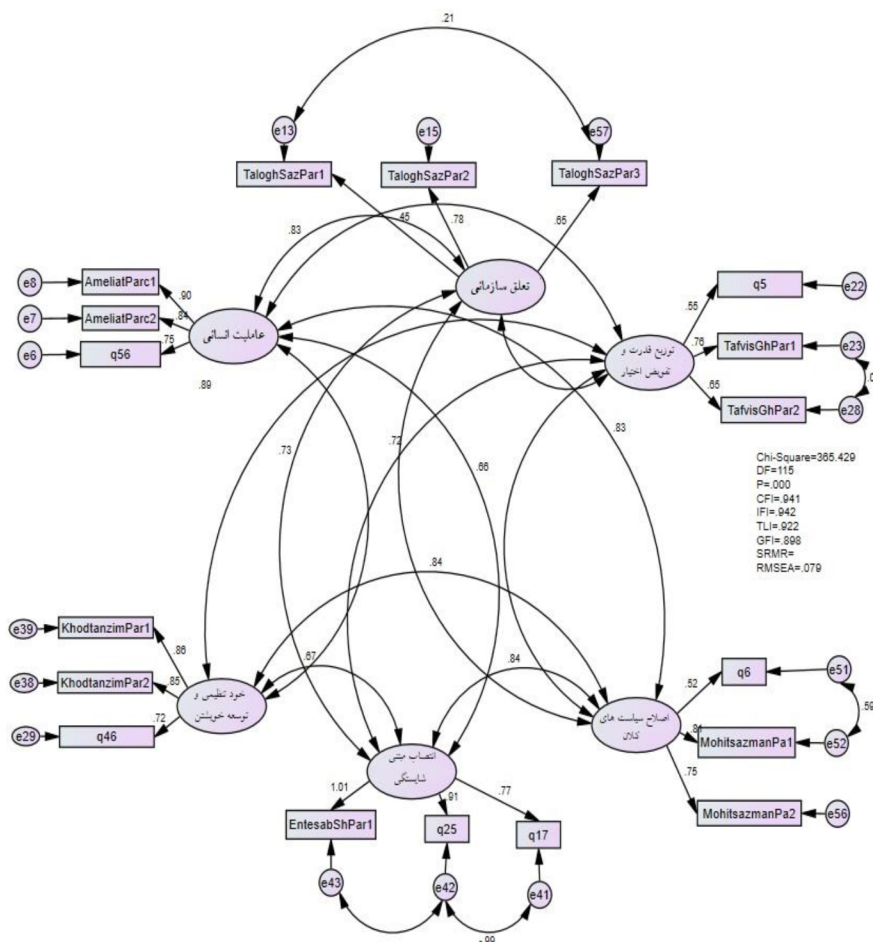 .21
e13
e15
e57
TaloghSazPar1
TaloghSazPar2
TaloghSazPar3
.83
.45
.78
.65
e8
AmeliatParc1
.90
e7
AmeliatParc2
.84
e6
q56
.75
عاملیت انسانی
تعلق سازمانی
q5
e22
.55
توزیع قدرت و
تفویض اختیار
.76
TafvisGhPar1
e23
.65
TafvisGhPar2
e28
.89
.73
.72
.66
.83
Chi-Square=365.429
DF=115
P=.000
CFI=.941
IFI=.942
TLI=.922
GFI=.898
SRMR=
RMSEA=.079
.84
e39
KhodtanzimPar1
.86
e38
KhodtanzimPar2
.85
e29
q46
.72
خود تنظیمی و
توسعه خویشتن
.67
.84
q6
e51
.52
.59
اصلاح سیاست های
کلان
.81
MohitsazmanPa1
e52
.75
MohitsazmanPa2
e56
انتصاب مبتنی
شایستگی
1.01
.91
.77
EntesabShPar1
q25
q17
e43
e42
e41